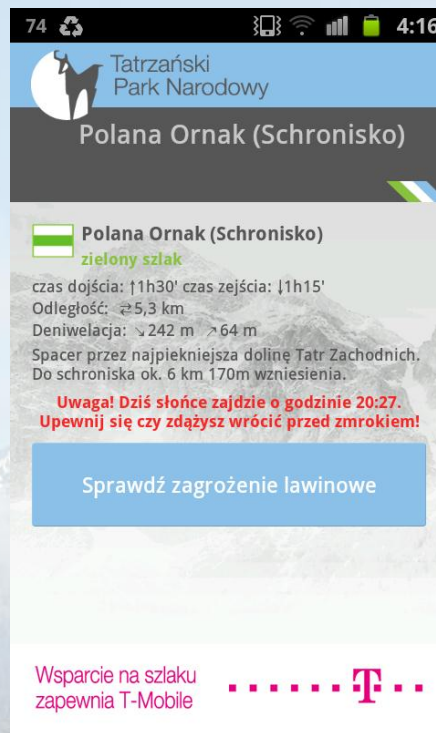 74 4:16
Tatrzański
Park Narodowy
Polana Ornak (Schronisko)
Polana Ornak (Schronisko)
zielony szlak
czas dojścia: ↑1h30' czas zejścia: ↓1h15'
Odległość: ⇄5,3 km
Deniwelacja: ↘242 m ↗64 m
Spacer przez najpiekniejsza dolinę Tatr Zachodnich.
Do schroniska ok. 6 km 170m wzniesienia.
Uwaga! Dziś słońce zajdzie o godzinie 20:27.
Upewnij się czy zdążysz wrócić przed zmrokiem!
Sprawdź zagrożenie lawinowe
Wsparcie na szlaku
zapewnia T-Mobile
T